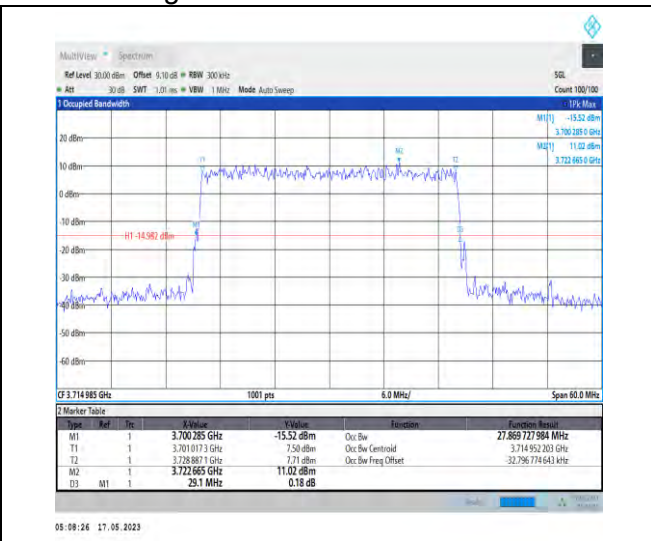 MultiView Spectrum
Ref Level 30.00 dBm Offset 9.10 dB RBW 300 kHz SGL
Att 30 dB SWT 1.01 ms VBW 1 MHz Mode Auto Sweep Count 100/100
1 Occupied Bandwidth 1Pk Max
M1[1] -15.52 dBm
3.700 285 0 GHz
M2[1] 11.02 dBm
3.722 665 0 GHz
20 dBm
M2
T1 T2
10 dBm
0 dBm
-10 dBm
M1
D3
H1 -14.982 dBm
-20 dBm
-30 dBm
-40 dBm
-50 dBm
-60 dBm
CF 3.714 985 GHz 1001 pts 6.0 MHz/ Span 60.0 MHz
2 Marker Table
Type Ref Trc X-Value Y-Value Function Function Result
M1 1 3.700 285 GHz -15.52 dBm Occ Bw 27.869 727 984 MHz
T1 1 3.701 017 3 GHz 7.50 dBm Occ Bw Centroid 3.714 952 203 GHz
T2 1 3.728 887 1 GHz 7.71 dBm Occ Bw Freq Offset -32.796 774 643 kHz
M2 1 3.722 665 GHz 11.02 dBm
D3 M1 1 29.1 MHz 0.18 dB
05:08:26 17.05.2023